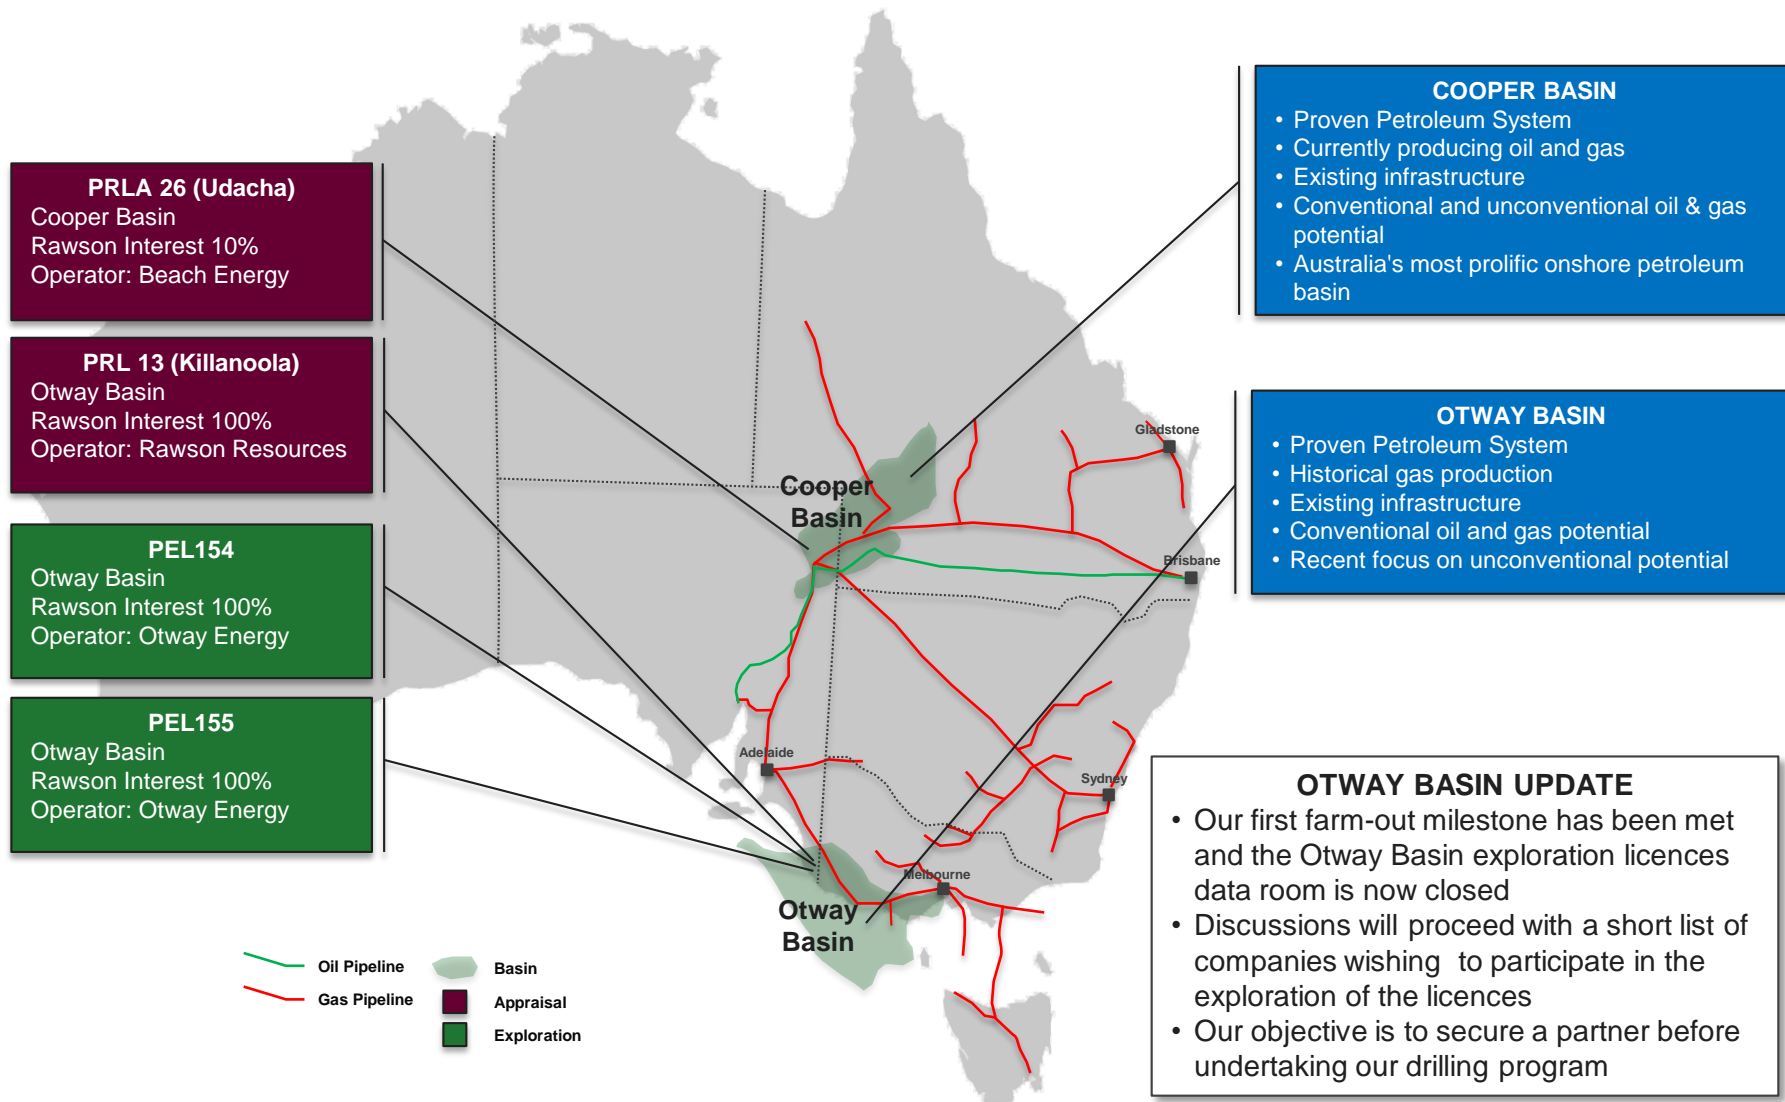 PRLA 26 (Udacha)
Cooper Basin
Rawson Interest 10%
Operator: Beach Energy
PRL 13 (Killanoola)
Otway Basin
Rawson Interest 100%
Operator: Rawson Resources
PEL154
Otway Basin
Rawson Interest 100%
Operator: Otway Energy
PEL155
Otway Basin
Rawson Interest 100%
Operator: Otway Energy
Cooper
Basin
Gladstone
Brisbane
Adelaide
Sydney
Melbourne
Otway
Basin
Oil Pipeline
Gas Pipeline
Basin
Appraisal
Exploration
COOPER BASIN
• Proven Petroleum System
• Currently producing oil and gas
• Existing infrastructure
• Conventional and unconventional oil & gas
potential
• Australia's most prolific onshore petroleum
basin
OTWAY BASIN
• Proven Petroleum System
• Historical gas production
• Existing infrastructure
• Conventional oil and gas potential
• Recent focus on unconventional potential
OTWAY BASIN UPDATE
• Our first farm-out milestone has been met
and the Otway Basin exploration licences
data room is now closed
• Discussions will proceed with a short list of
companies wishing to participate in the
exploration of the licences
• Our objective is to secure a partner before
undertaking our drilling program